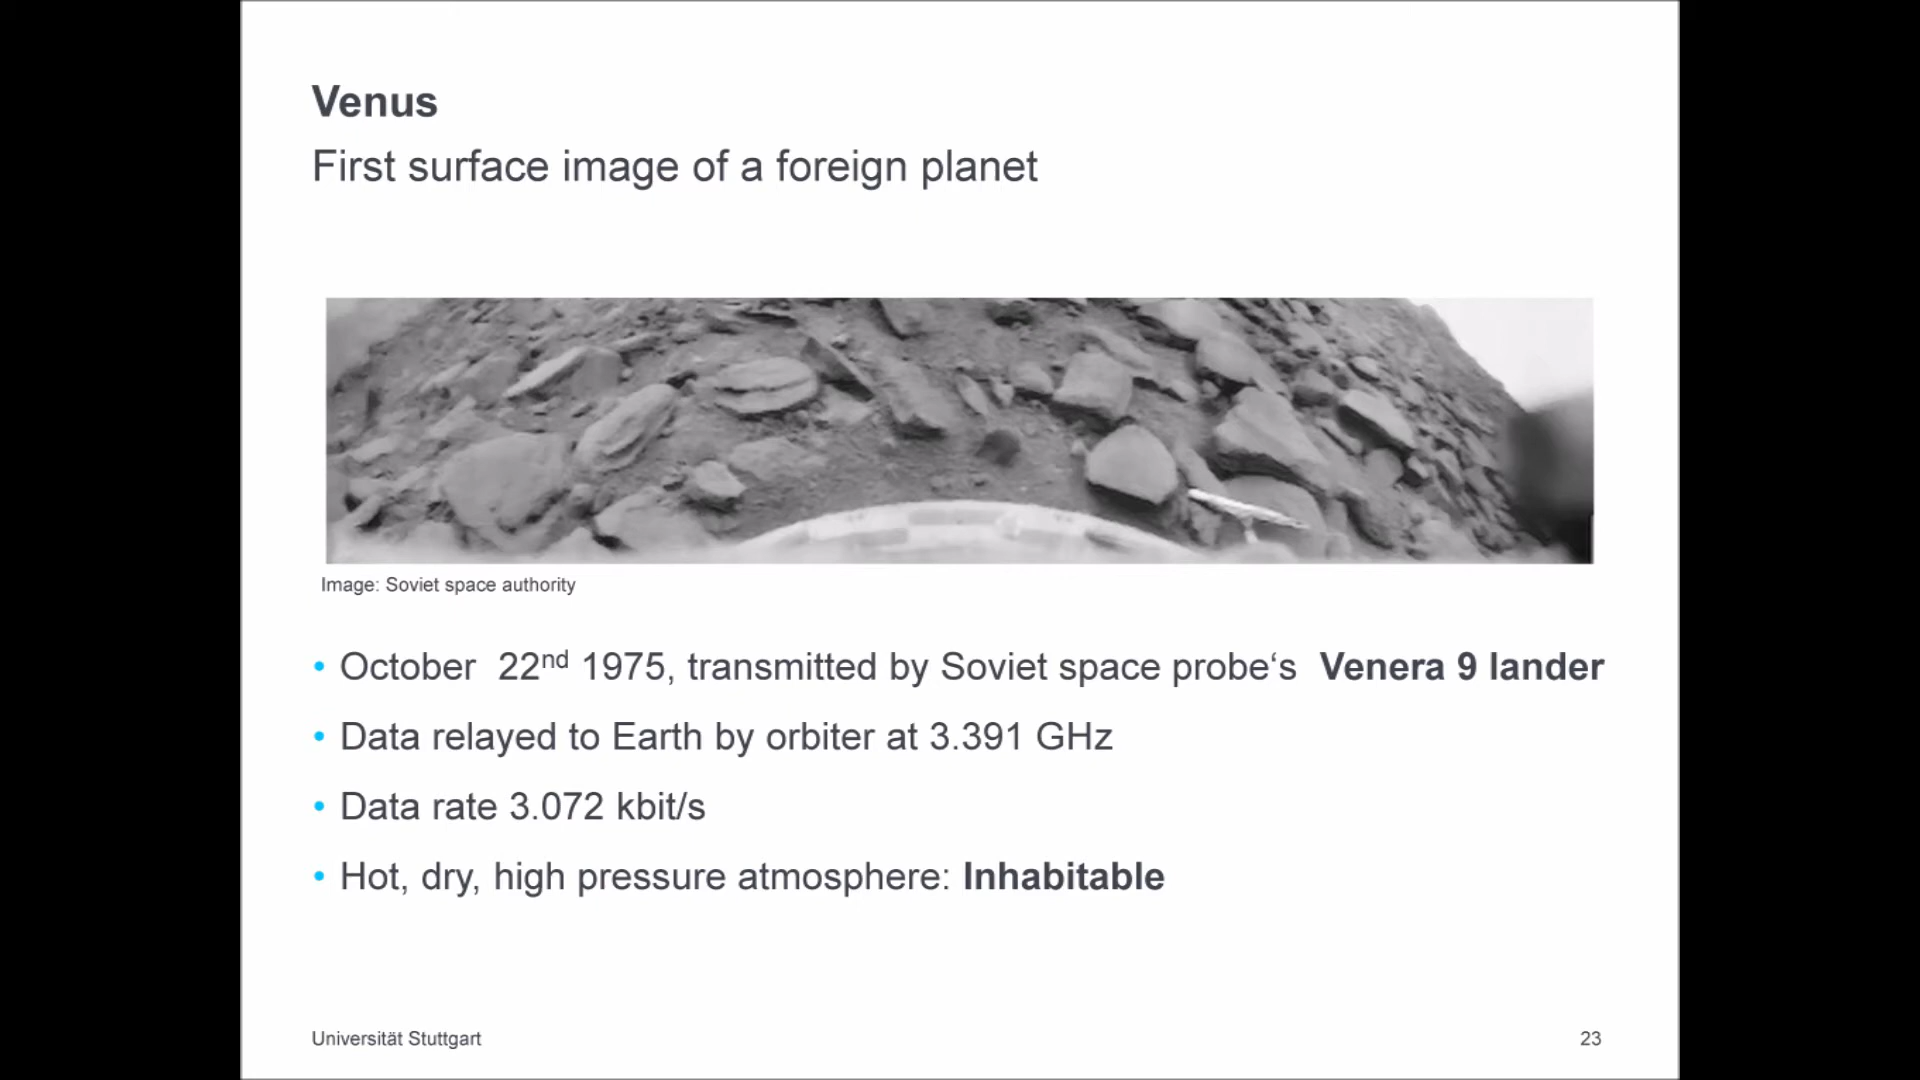 Venus
First surface image of a foreign planet
Image: Soviet space authority
• October  22nd 1975, transmitted by Soviet space probe‘s  Venera 9 lander
• Data relayed to Earth by orbiter at 3.391 GHz
• Data rate 3.072 kbit/s
• Hot, dry, high pressure atmosphere: Inhabitable
Universität Stuttgart
23